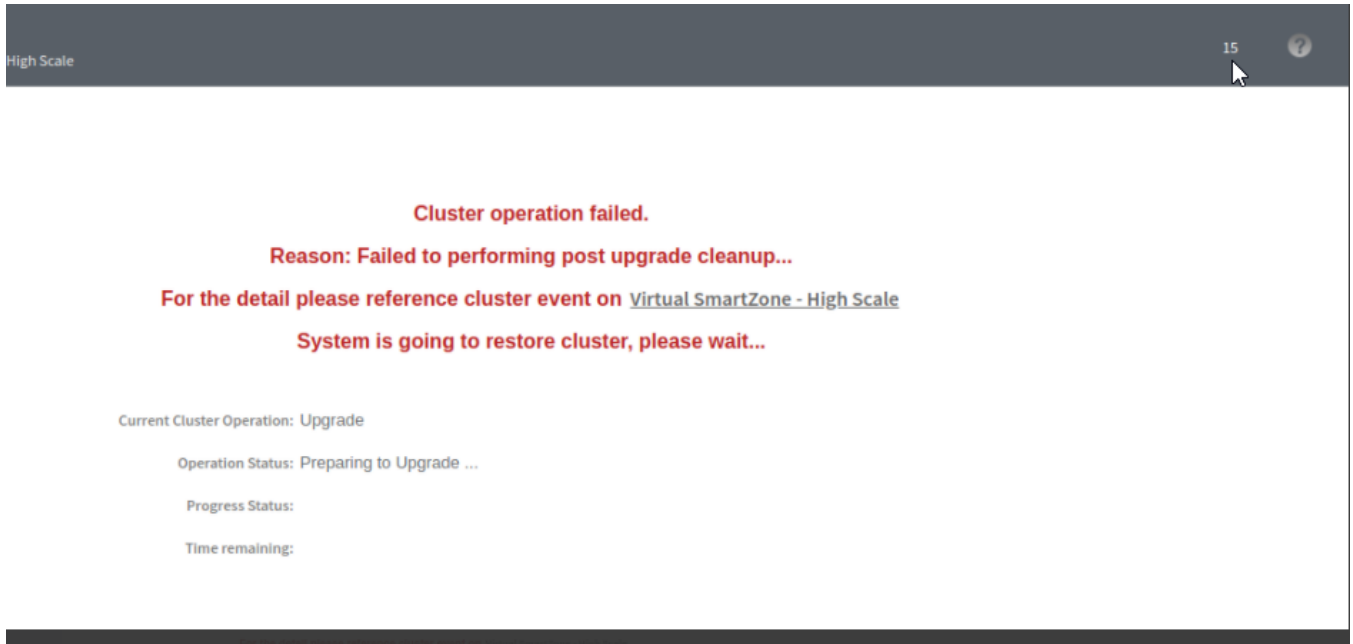 15
High Scale
Cluster operation failed.
Reason: Failed to performing post upgrade cleanup...
For the detail please reference cluster event on Virtual SmartZone - High Scale
System is going to restore cluster, please wait...
Current Cluster Operation: Upgrade
Operation Status: Preparing to Upgrade ...
Progress Status:
Time remaining: